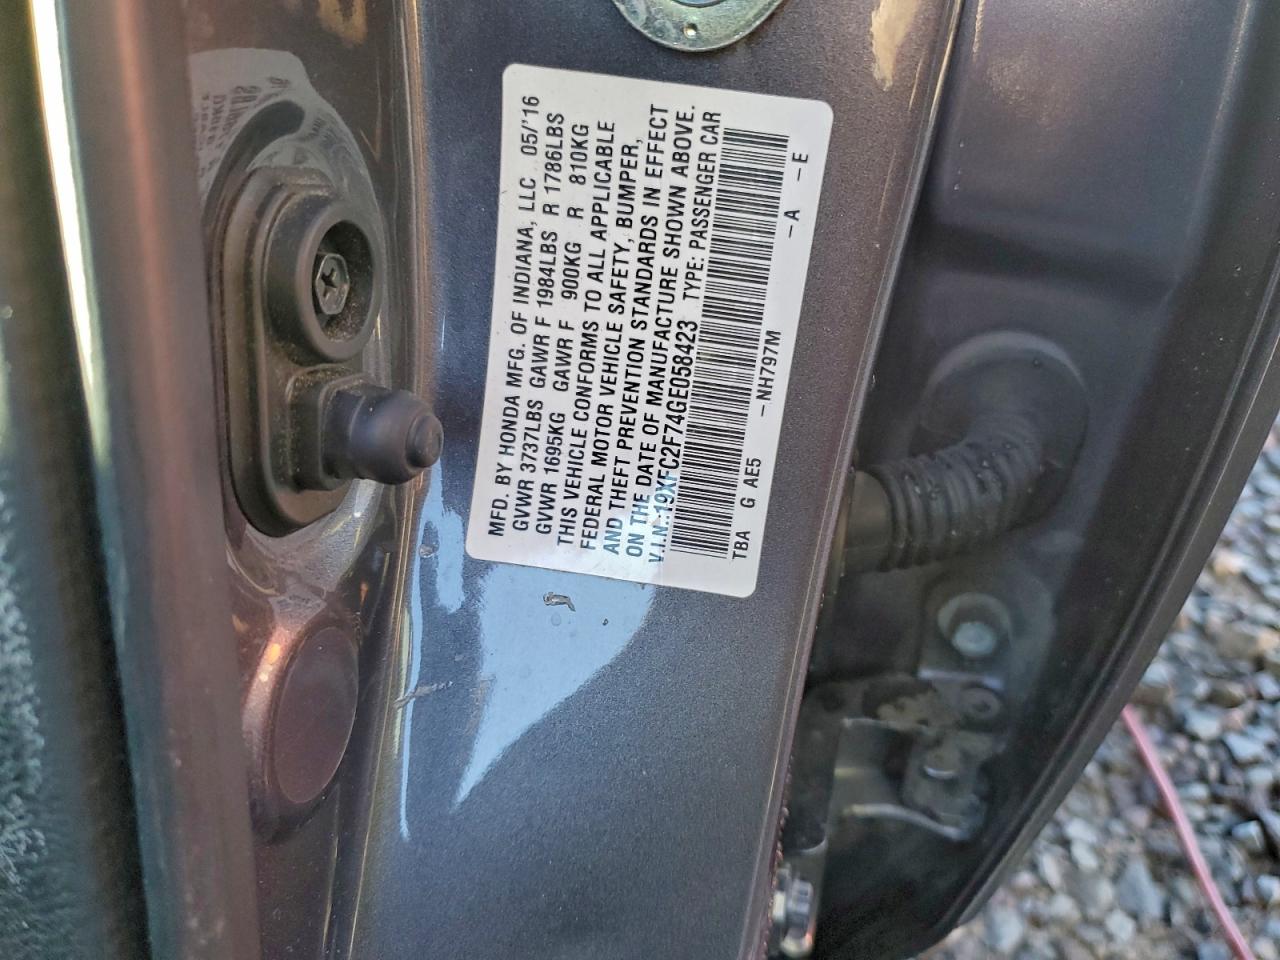 MFD. BY HONDA MFG. OF INDIANA, LLC 05/'16
GVWR 3737LBS GAWR F 1984LBS R 1786LBS
GVWR 1695KG GAWR F 900KG R 810KG
THIS VEHICLE CONFORMS TO ALL APPLICABLE
FEDERAL MOTOR VEHICLE SAFETY, BUMPER,
AND THEFT PREVENTION STANDARDS IN EFFECT
ON THE DATE OF MANUFACTURE SHOWN ABOVE.
V.I.N.:19XFC2F74GE058423 TYPE: PASSENGER CAR
TBA G AE5 - NH797M - A - E